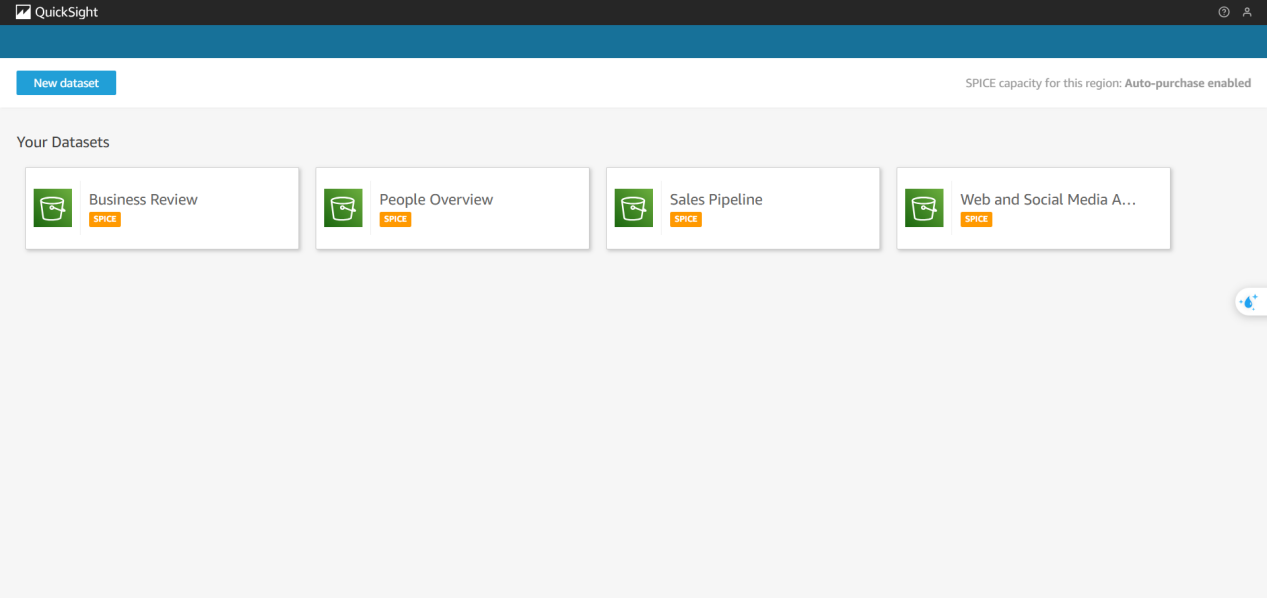 QuickSight
New dataset
SPICE capacity for this region: Auto-purchase enabled
Your Datasets
Business Review
SPICE
People Overview
SPICE
Sales Pipeline
SPICE
Web and Social Media A...
SPICE